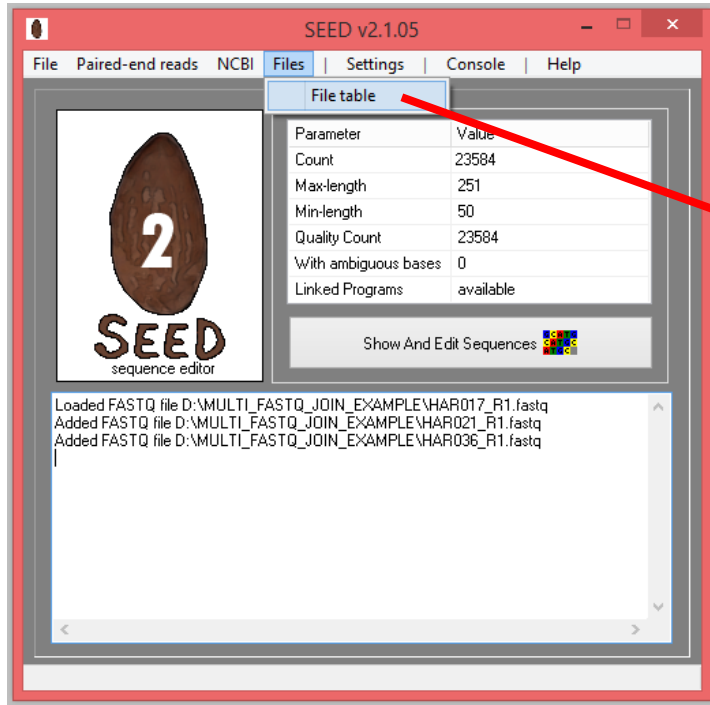 SEED v2.1.05
File Paired-end reads NCBI Files | Settings | Console | Help
File table
Parameter Value
Count 23584
Max-length 251
Min-length 50
Quality Count 23584
With ambiguous bases 0
Linked Programs available
2
SEED
sequence editor
Show And Edit Sequences
Loaded FASTQ file D:\MULTI_FASTQ_JOIN_EXAMPLE\HAR017_R1.fastq
Added FASTQ file D:\MULTI_FASTQ_JOIN_EXAMPLE\HAR021_R1.fastq
Added FASTQ file D:\MULTI_FASTQ_JOIN_EXAMPLE\HAR036_R1.fastq